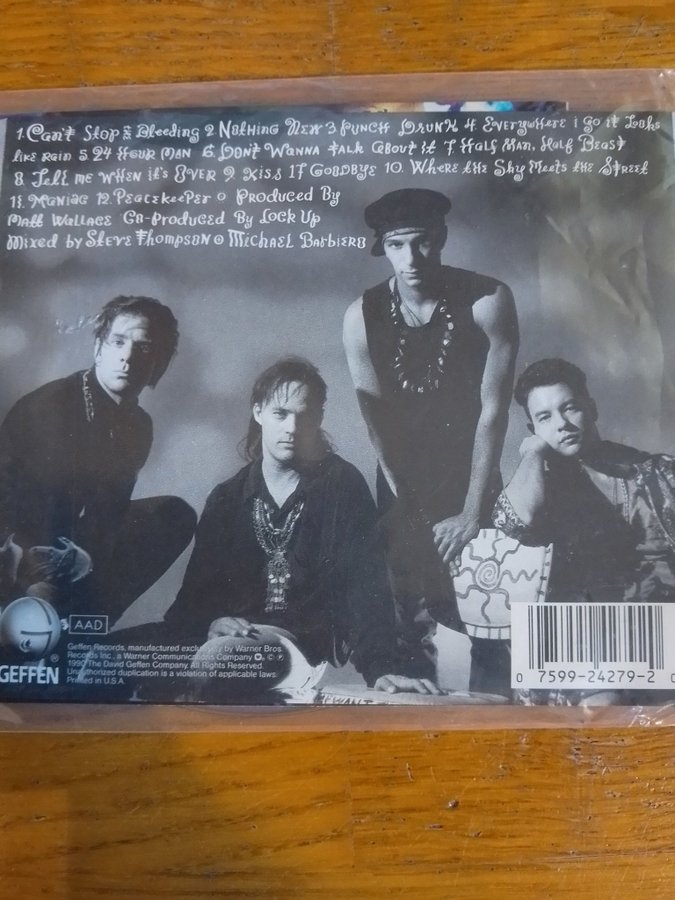 1. Can't Stop the Bleeding 2 Nothing New 3 Punch Drunk 4 Everywhere i Go it Looks
like rain 5 24 Hour Man 6. Don't Wanna talk About it 7 Half Man, Half Beast
8. Tell me When it's Over 9. Kiss it Goodbye 10. Where the Sky Meets the Street
11. Maniac 12. Peacekeeper Produced By
Matt Wallace Co-Produced By Lock Up
Mixed by Steve Thompson Michael Barbiero
GEFFEN ®
AAD
Geffen Records, manufactured exclusively by Warner Bros.
Records Inc., a Warner Communications Company © ℗
1990 The David Geffen Company. All Rights Reserved.
Unauthorized duplication is a violation of applicable laws.
Printed in U.S.A.
0 7599-24279-2 0